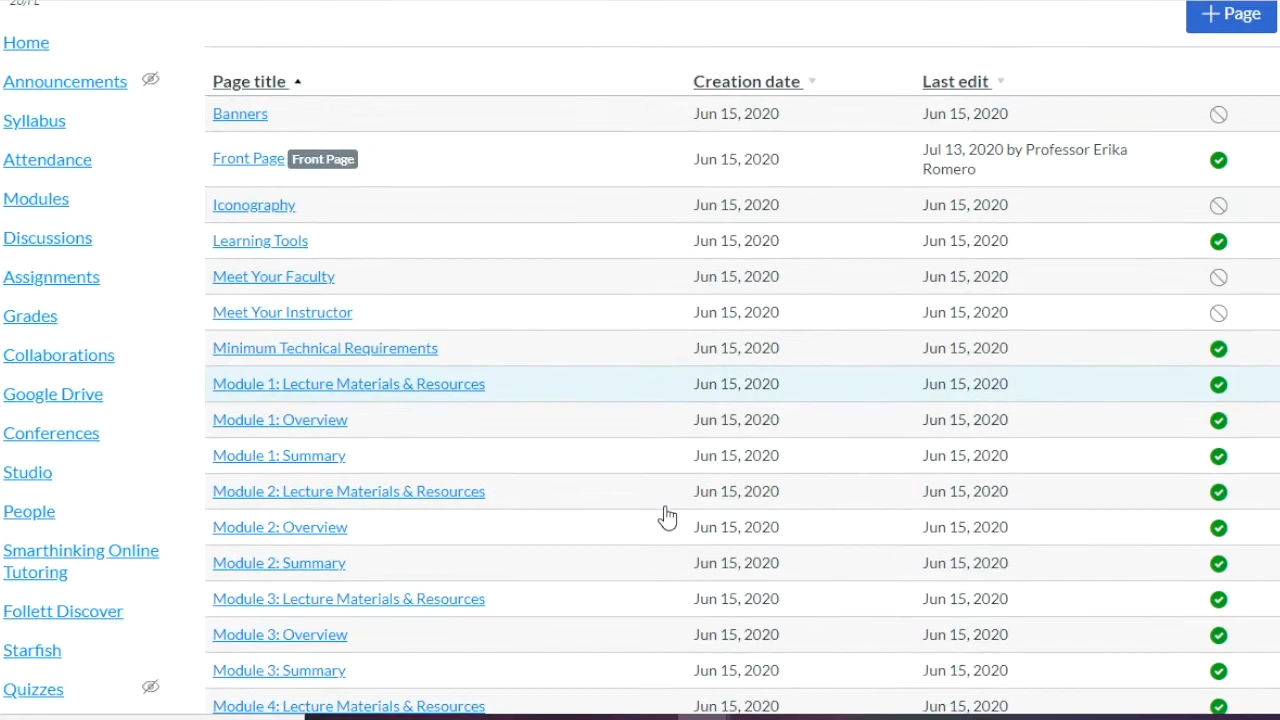 + Page
Home
Announcements
Syllabus
Attendance
Modules
Discussions
Assignments
Grades
Collaborations
Google Drive
Conferences
Studio
People
Smarthinking Online
Tutoring
Follett Discover
Starfish
Quizzes
Page title Creation date Last edit
Banners Jun 15, 2020 Jun 15, 2020
Front Page Front Page Jun 15, 2020 Jul 13, 2020 by Professor Erika
Romero
Iconography Jun 15, 2020 Jun 15, 2020
Learning Tools Jun 15, 2020 Jun 15, 2020
Meet Your Faculty Jun 15, 2020 Jun 15, 2020
Meet Your Instructor Jun 15, 2020 Jun 15, 2020
Minimum Technical Requirements Jun 15, 2020 Jun 15, 2020
Module 1: Lecture Materials & Resources Jun 15, 2020 Jun 15, 2020
Module 1: Overview Jun 15, 2020 Jun 15, 2020
Module 1: Summary Jun 15, 2020 Jun 15, 2020
Module 2: Lecture Materials & Resources Jun 15, 2020 Jun 15, 2020
Module 2: Overview Jun 15, 2020 Jun 15, 2020
Module 2: Summary Jun 15, 2020 Jun 15, 2020
Module 3: Lecture Materials & Resources Jun 15, 2020 Jun 15, 2020
Module 3: Overview Jun 15, 2020 Jun 15, 2020
Module 3: Summary Jun 15, 2020 Jun 15, 2020
Module 4: Lecture Materials & Resources Jun 15, 2020 Jun 15, 2020